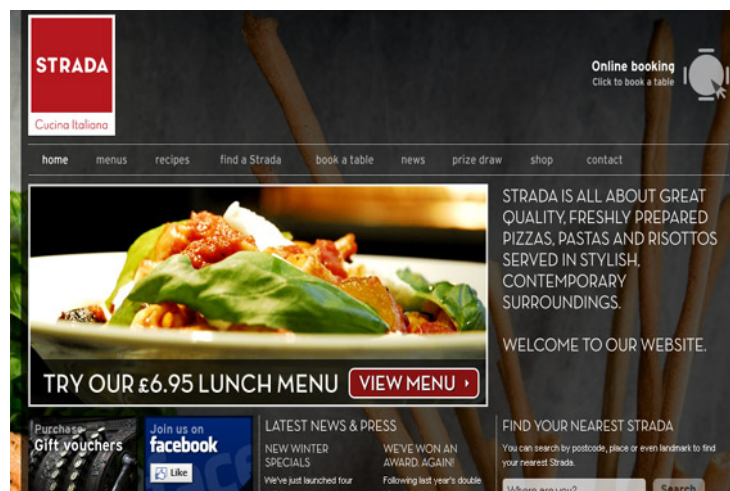 STRADA
Cucina Italiana
Online booking
Click to book a table
home menus recipes find a Strada book a table news prize draw shop contact
STRADA IS ALL ABOUT GREAT
QUALITY, FRESHLY PREPARED
PIZZAS, PASTAS AND RISOTTOS
SERVED IN STYLISH,
CONTEMPORARY
SURROUNDINGS.
WELCOME TO OUR WEBSITE.
TRY OUR £6.95 LUNCH MENU VIEW MENU
Purchase
Gift vouchers
Join us on
facebook
Like
LATEST NEWS & PRESS
NEW WINTER
SPECIALS
We've just launched four
WE'VE WON AN
AWARD. AGAIN!
Following last year's double
FIND YOUR NEAREST STRADA
You can search by postcode, place or even landmark to find
your nearest Strada.
Where are you? Search